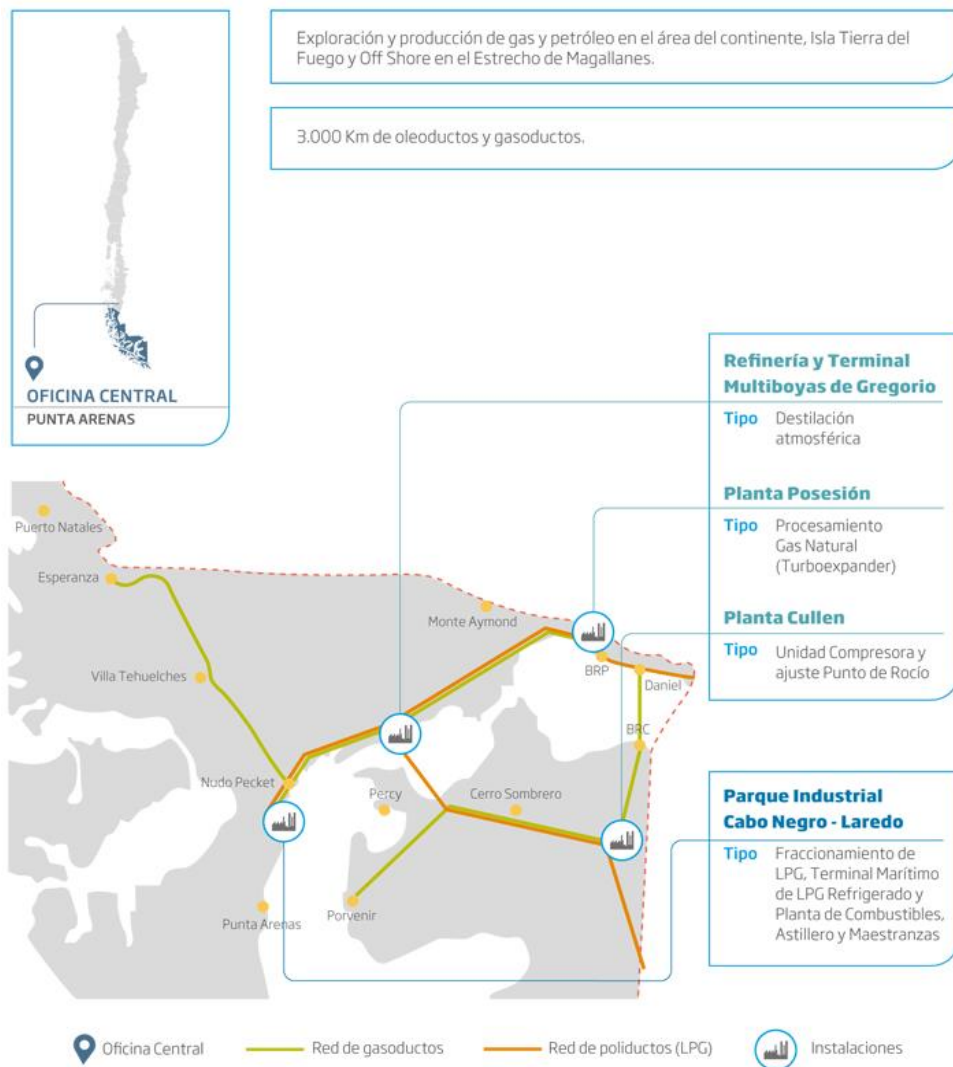 Exploración y producción de gas y petróleo en el área del continente, Isla Tierra del
Fuego y Off Shore en el Estrecho de Magallanes.
3.000 Km de oleoductos y gasoductos.
OFICINA CENTRAL
PUNTA ARENAS
Refinería y Terminal
Multiboyas de Gregorio
Tipo Destilación
atmosférica
Planta Posesión
Tipo Procesamiento
Gas Natural
(Turboexpander)
Planta Cullen
Tipo Unidad Compresora y
ajuste Punto de Rocío
Parque Industrial
Cabo Negro - Laredo
Tipo Fraccionamiento de
LPG, Terminal Marítimo
de LPG Refrigerado y
Planta de Combustibles,
Astillero y Maestranzas
Puerto Natales
Esperanza
Monte Aymond
Villa Tehuelches
BRP
Daniel
BRC
Nudo Pecket
Percy
Cerro Sombrero
Punta Arenas
Porvenir
Oficina Central
Red de gasoductos
Red de poliductos (LPG)
Instalaciones